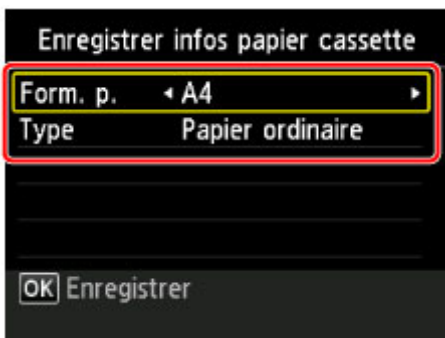 Enregistrer infos papier cassette
Form. p. A4
Type Papier ordinaire
OK Enregistrer